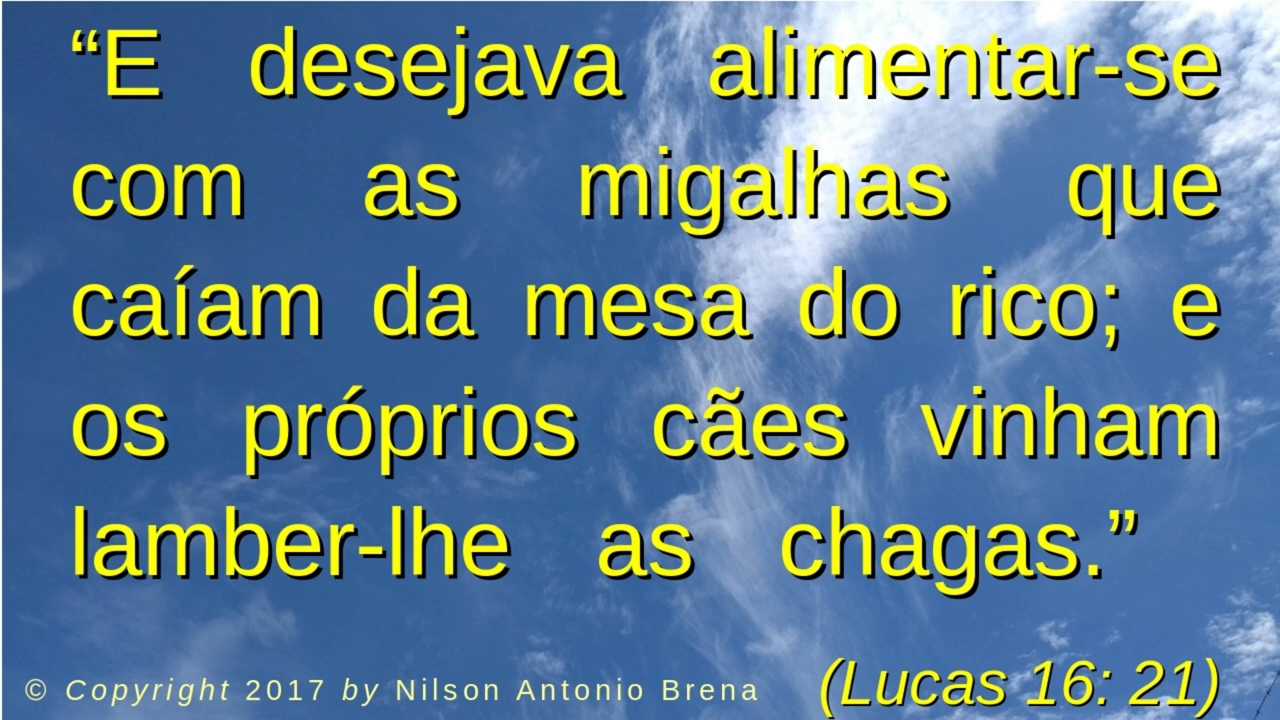 “E desejava alimentar-se
com as migalhas que
caíam da mesa do rico; e
os próprios cães vinham
lamber-lhe as chagas.”
© Copyright 2017 by Nilson Antonio Brena
(Lucas 16: 21)